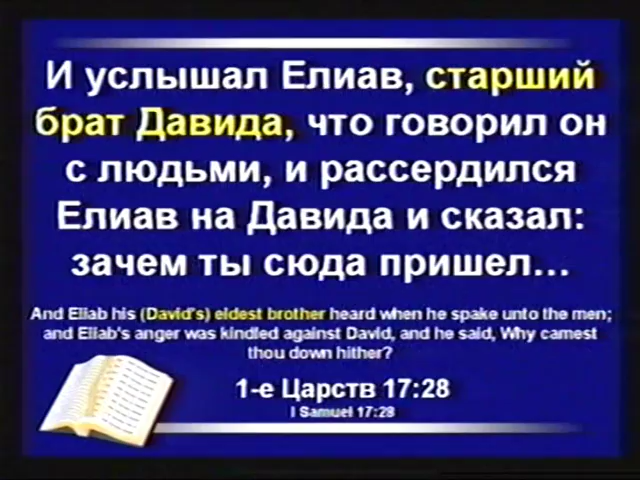 И услышал Елиав, старший
брат Давида, что говорил он
с людьми, и рассердился
Елиав на Давида и сказал:
зачем ты сюда пришел...
And Eliab his (David's) eldest brother heard when he spake unto the men;
and Eliab's anger was kindled against David, and he said, Why camest
thou down hither?
1-е Царств 17:28
I Samuel 17:28